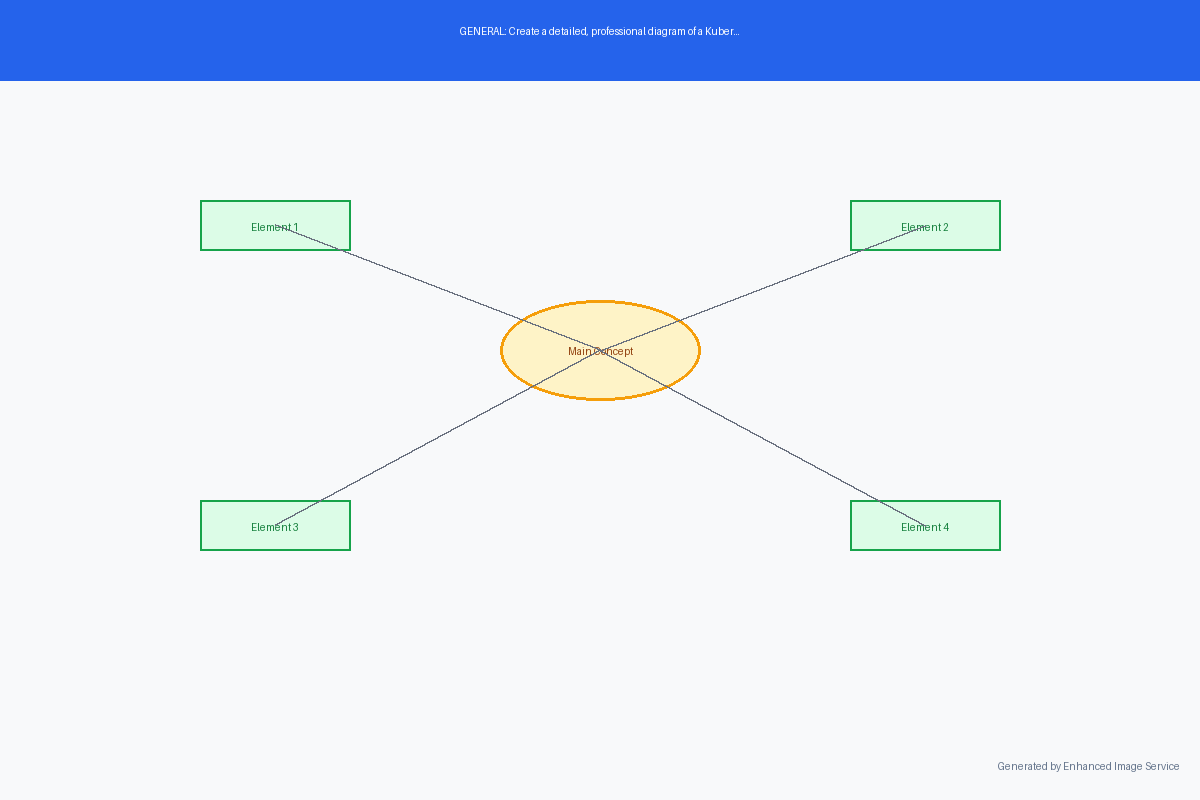 GENERAL: Create a detailed, professional diagram of a Kuber...
Element 1
Element 2
Main Concept
Element 3
Element 4
Generated by Enhanced Image Service